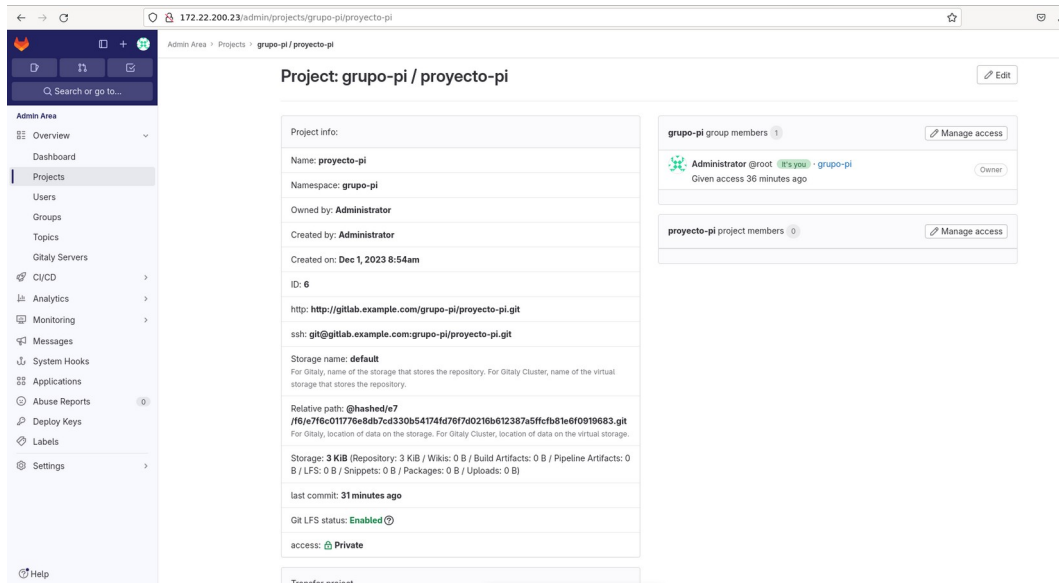 172.22.200.23/admin/projects/grupo-pi/proyecto-pi
Admin Area > Projects > grupo-pi / proyecto-pi
Search or go to...
Admin Area
Overview
Dashboard
Projects
Users
Groups
Topics
Gitaly Servers
CI/CD
Analytics
Monitoring
Messages
System Hooks
Applications
Abuse Reports 0
Deploy Keys
Labels
Settings
Help
Project: grupo-pi / proyecto-pi
Edit
Project info:
Name: proyecto-pi
Namespace: grupo-pi
Owned by: Administrator
Created by: Administrator
Created on: Dec 1, 2023 8:54am
ID: 6
http: http://gitlab.example.com/grupo-pi/proyecto-pi.git
ssh: git@gitlab.example.com:grupo-pi/proyecto-pi.git
Storage name: default
For Gitaly, name of the storage that stores the repository. For Gitaly Cluster, name of the virtual
storage that stores the repository.
Relative path: @hashed/e7
/f6/e7f6c011776e8db7cd330b54174fd76f7d0216b612387a5ffcfb81e6f0919683.git
For Gitaly, location of data on the storage. For Gitaly Cluster, location of data on the virtual storage.
Storage: 3 KiB (Repository: 3 KiB / Wikis: 0 B / Build Artifacts: 0 B / Pipeline Artifacts: 0
B / LFS: 0 B / Snippets: 0 B / Packages: 0 B / Uploads: 0 B)
last commit: 31 minutes ago
Git LFS status: Enabled
access: Private
Transfer project
grupo-pi group members 1
Manage access
Administrator @root It's you · grupo-pi
Given access 36 minutes ago
Owner
proyecto-pi project members 0
Manage access